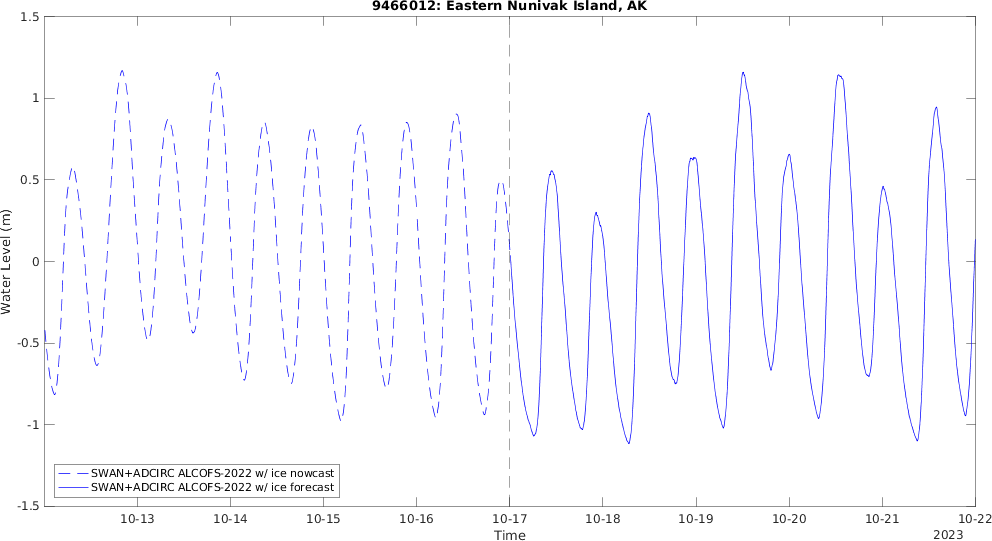 9466012: Eastern Nunivak Island, AK
Water Level (m)
1.5
1
0.5
0
-0.5
-1
-1.5
SWAN+ADCIRC ALCOFS-2022 w/ ice nowcast
SWAN+ADCIRC ALCOFS-2022 w/ ice forecast
10-13 10-14 10-15 10-16 10-17 10-18 10-19 10-20 10-21 10-22
Time
2023